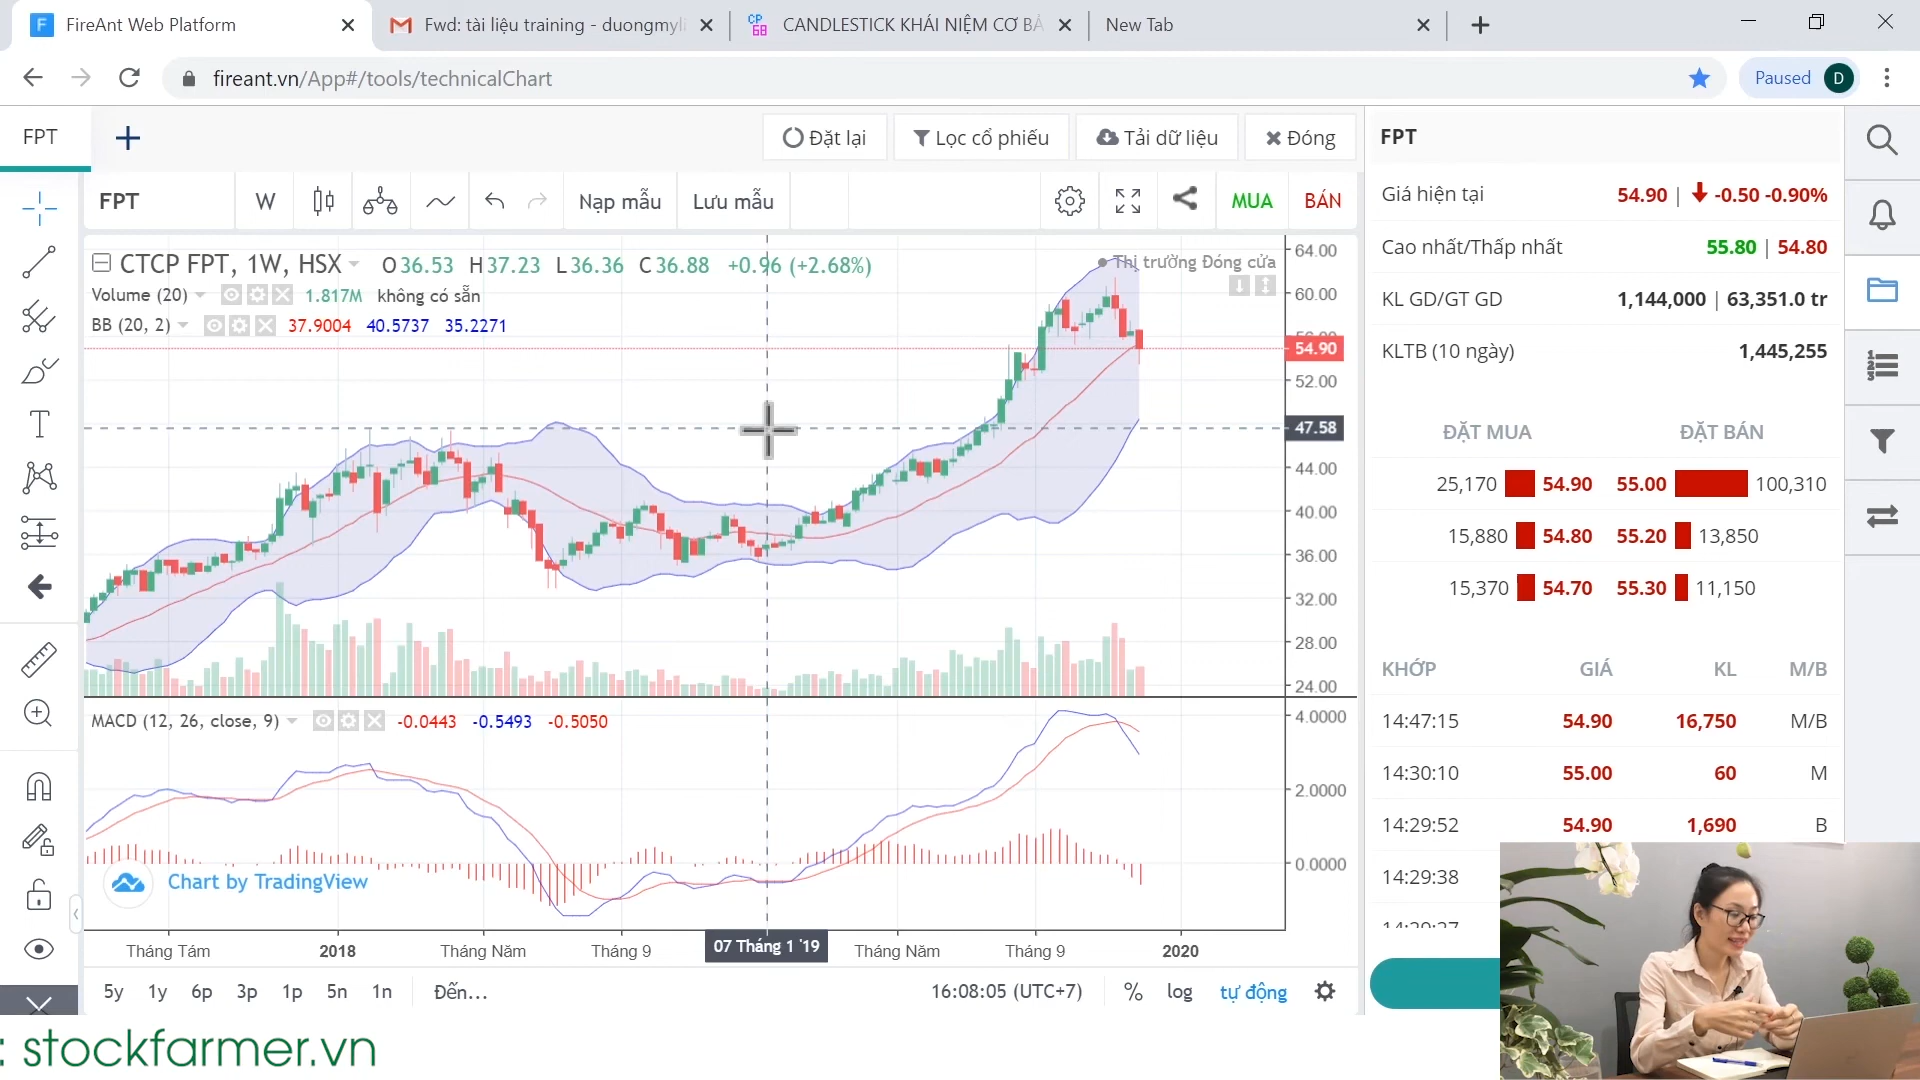 FireAnt Web Platform
Fwd: tài liệu training - duongmyli
CANDLESTICK KHÁI NIỆM CƠ BẢ
New Tab
fireant.vn/App#/tools/technicalChart
Paused
D
FPT
Đặt lại
Lọc cổ phiếu
Tải dữ liệu
Đóng
FPT
W
Nạp mẫu
Lưu mẫu
MUA
BÁN
CTCP FPT, 1W, HSX
O36.53 H37.23 L36.36 C36.88 +0.96 (+2.68%)
Thị trường Đóng cửa
Volume (20) 1.817M không có sẵn
BB (20, 2) 37.9004 40.5737 35.2271
64.00
60.00
56.00
54.90
52.00
47.58
44.00
40.00
36.00
32.00
28.00
24.00
MACD (12, 26, close, 9) -0.0443 -0.5493 -0.5050
4.0000
2.0000
0.0000
Chart by TradingView
Tháng Tám 2018 Tháng Năm Tháng 9 07 Tháng 1 '19 Tháng Năm Tháng 9 2020
5y 1y 6p 3p 1p 5n 1n Đến...
16:08:05 (UTC+7) % log tự động
FPT
Giá hiện tại 54.90 | -0.50 -0.90%
Cao nhất/Thấp nhất 55.80 | 54.80
KL GD/GT GD 1,144,000 | 63,351.0 tr
KLTB (10 ngày) 1,445,255
ĐẶT MUA ĐẶT BÁN
25,170 54.90 55.00 100,310
15,880 54.80 55.20 13,850
15,370 54.70 55.30 11,150
KHỚP GIÁ KL M/B
14:47:15 54.90 16,750 M/B
14:30:10 55.00 60 M
14:29:52 54.90 1,690 B
14:29:38
14:29:27
: stockfarmer.vn